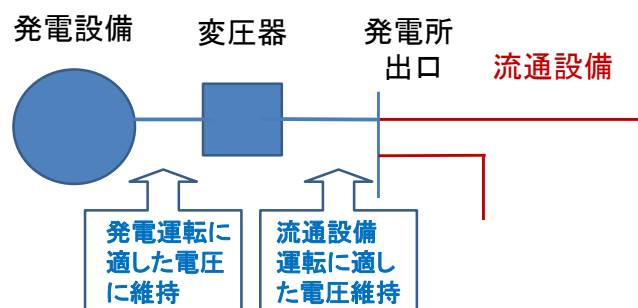 発電設備
変圧器
発電所
出口
流通設備
発電運転に
適した電圧
に維持
流通設備
運転に適し
た電圧維持